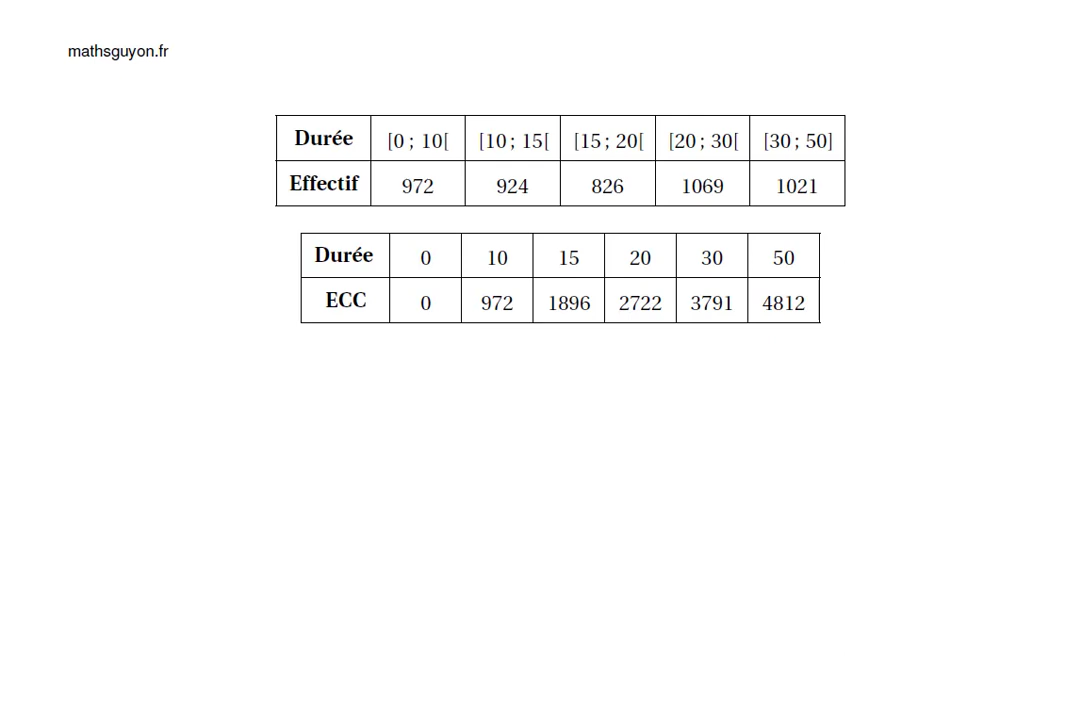 mathsguyon.fr
Durée [0 ; 10[ [10 ; 15[ [15 ; 20[ [20 ; 30[ [30 ; 50]
Effectif 972 924 826 1069 1021
Durée 0 10 15 20 30 50
ECC 0 972 1896 2722 3791 4812